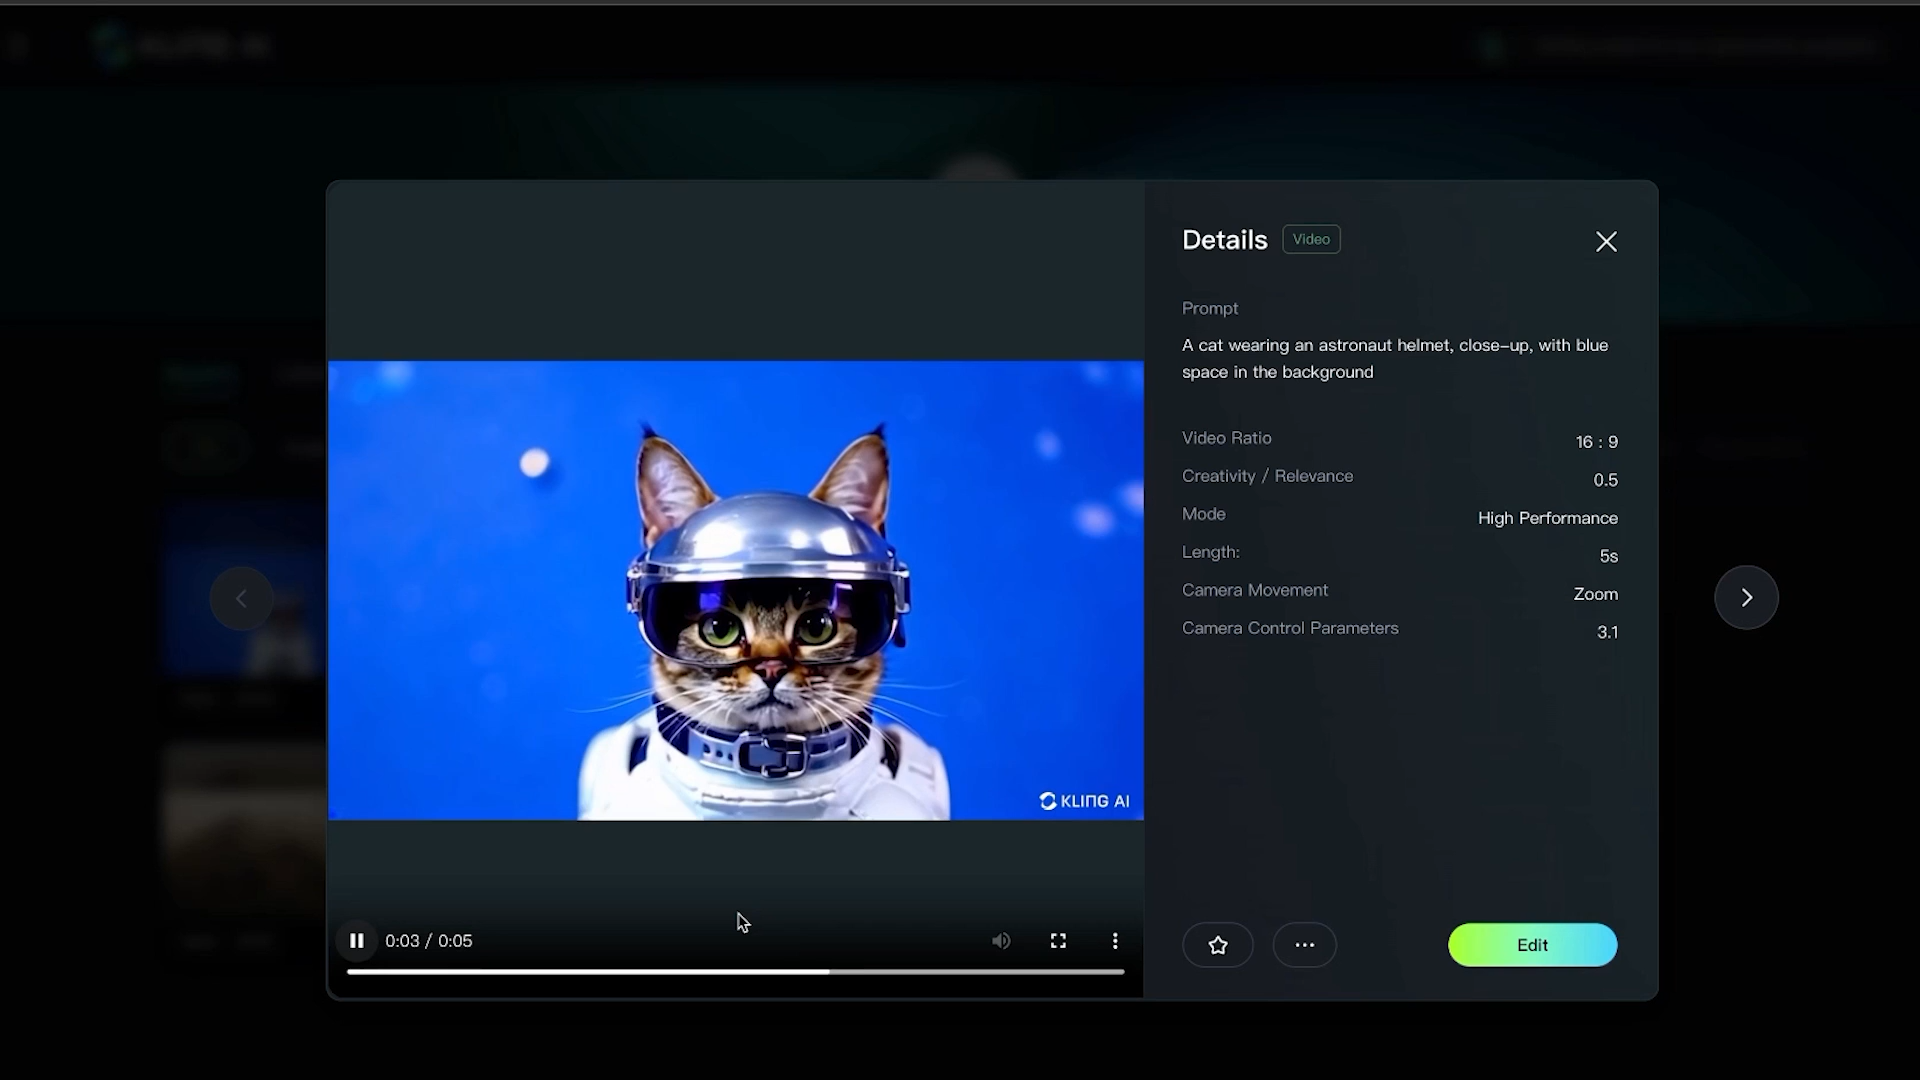 Details
Video
Prompt
A cat wearing an astronaut helmet, close-up, with blue
space in the background
Video Ratio
16 : 9
Creativity / Relevance
0.5
Mode
High Performance
Length:
5s
Camera Movement
Zoom
Camera Control Parameters
3.1
KLING AI
0:03 / 0:05
Edit